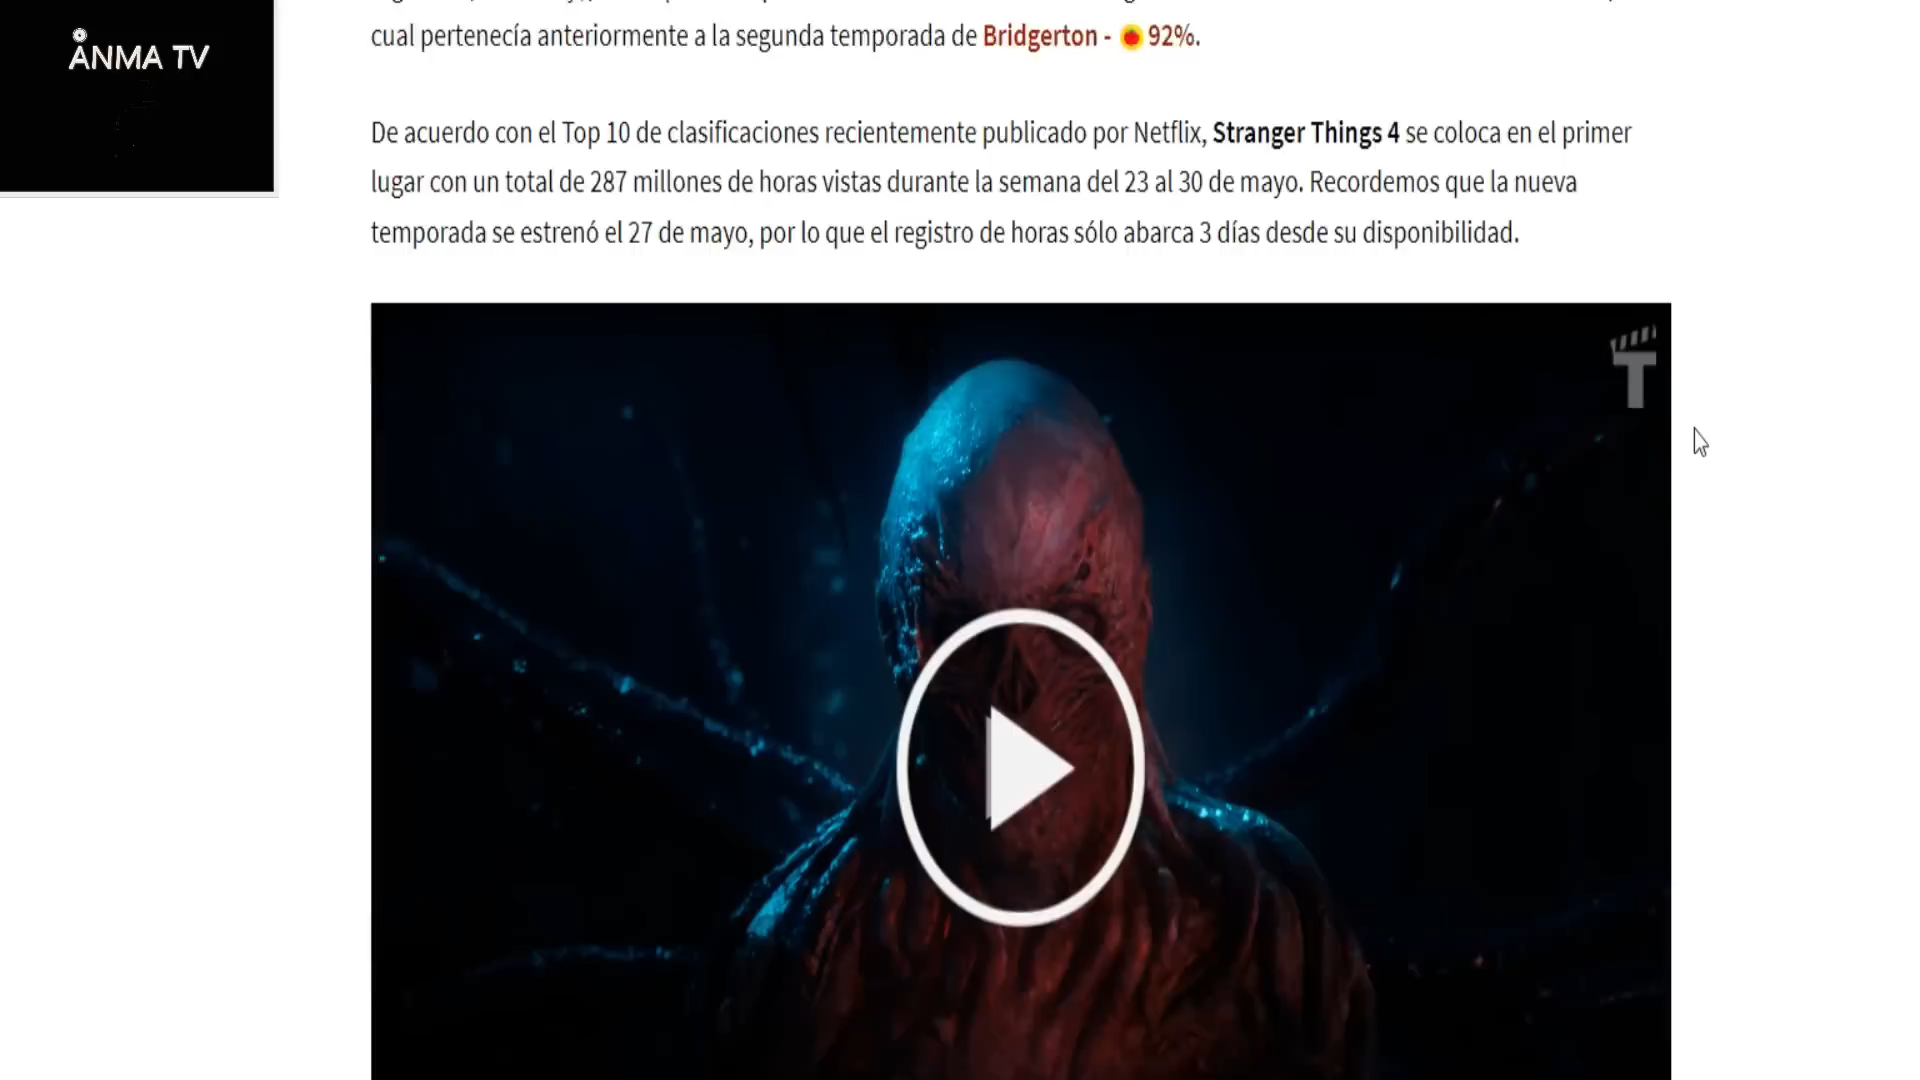 ÅNMA TV
cual pertenecía anteriormente a la segunda temporada de Bridgerton - 92%.
De acuerdo con el Top 10 de clasificaciones recientemente publicado por Netflix, Stranger Things 4 se coloca en el primer
lugar con un total de 287 millones de horas vistas durante la semana del 23 al 30 de mayo. Recordemos que la nueva
temporada se estrenó el 27 de mayo, por lo que el registro de horas sólo abarca 3 días desde su disponibilidad.
T